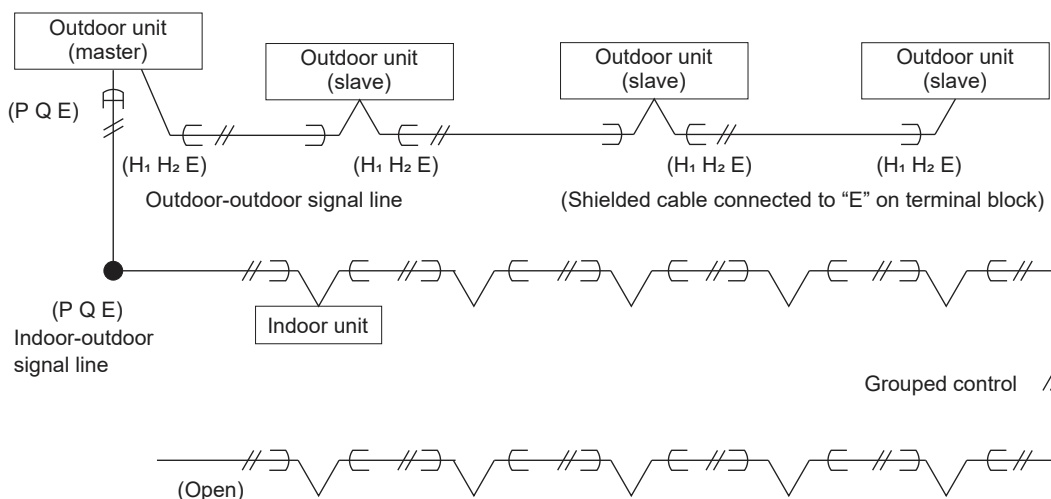 Outdoor unit
(master)
Outdoor unit
(slave)
Outdoor unit
(slave)
Outdoor unit
(slave)
(P Q E)
(H₁ H₂ E)
(H₁ H₂ E)
(H₁ H₂ E)
(H₁ H₂ E)
Outdoor-outdoor signal line
(Shielded cable connected to “E” on terminal block)
(P Q E)
Indoor-outdoor
signal line
Indoor unit
Grouped control
(Open)